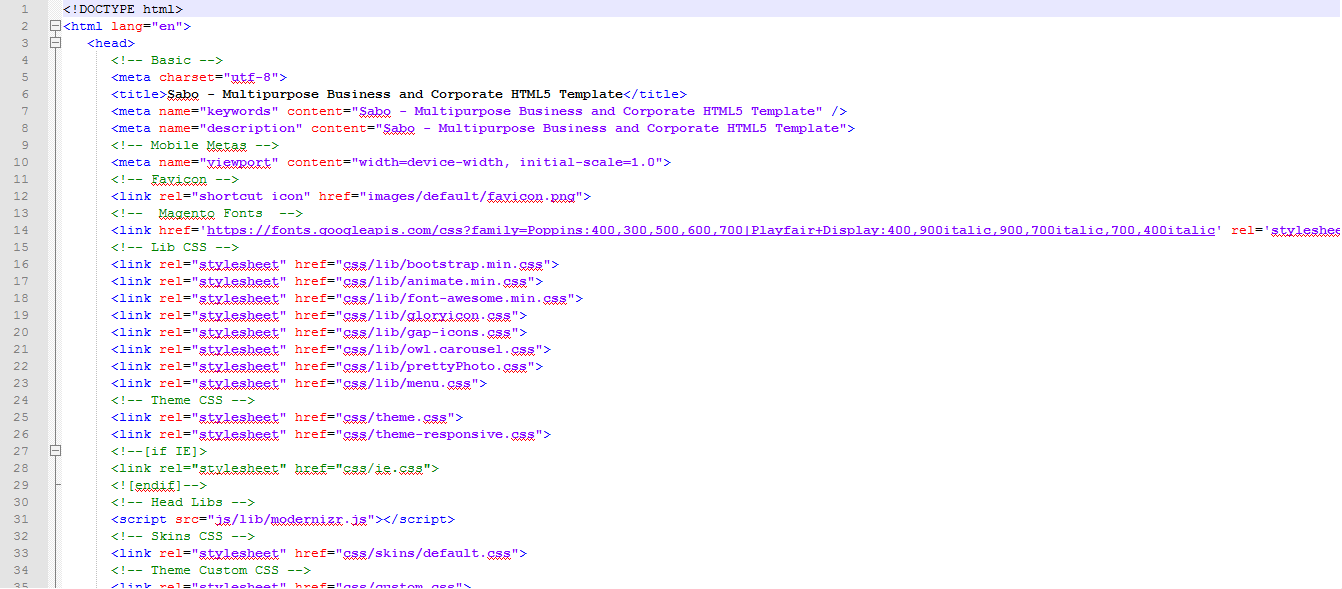 1 <!DOCTYPE html>
2 <html lang="en">
3 <head>
4 <!-- Basic -->
5 <meta charset="utf-8">
6 <title>Sabo - Multipurpose Business and Corporate HTML5 Template</title>
7 <meta name="keywords" content="Sabo - Multipurpose Business and Corporate HTML5 Template" />
8 <meta name="description" content="Sabo - Multipurpose Business and Corporate HTML5 Template">
9 <!-- Mobile Metas -->
10 <meta name="viewport" content="width=device-width, initial-scale=1.0">
11 <!-- Favicon -->
12 <link rel="shortcut icon" href="images/default/favicon.png">
13 <!--  Magento Fonts  -->
14 <link href='https://fonts.googleapis.com/css?family=Poppins:400,300,500,600,700|Playfair+Display:400,900italic,900,700italic,700,400italic' rel='styleshee
15 <!-- Lib CSS -->
16 <link rel="stylesheet" href="css/lib/bootstrap.min.css">
17 <link rel="stylesheet" href="css/lib/animate.min.css">
18 <link rel="stylesheet" href="css/lib/font-awesome.min.css">
19 <link rel="stylesheet" href="css/lib/gloryicon.css">
20 <link rel="stylesheet" href="css/lib/gap-icons.css">
21 <link rel="stylesheet" href="css/lib/owl.carousel.css">
22 <link rel="stylesheet" href="css/lib/prettyPhoto.css">
23 <link rel="stylesheet" href="css/lib/menu.css">
24 <!-- Theme CSS -->
25 <link rel="stylesheet" href="css/theme.css">
26 <link rel="stylesheet" href="css/theme-responsive.css">
27 <!--[if IE]>
28 <link rel="stylesheet" href="css/ie.css">
29 <![endif]-->
30 <!-- Head Libs -->
31 <script src="js/lib/modernizr.js"></script>
32 <!-- Skins CSS -->
33 <link rel="stylesheet" href="css/skins/default.css">
34 <!-- Theme Custom CSS -->
35 <link rel="stylesheet" href="css/custom.css">